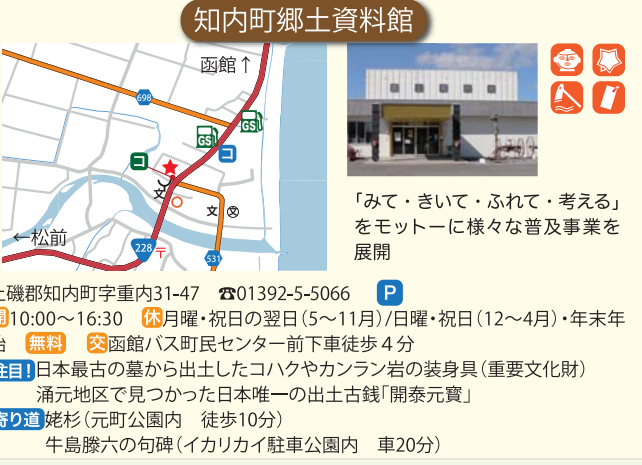 知内町郷土資料館
函館↑
698
GS
GS
コ
コ
文
文
←松前
228
〒
531
「みて・きいて・ふれて・考える」
をモットーに様々な普及事業を
展開
磯郡知内町字重内31-47 ☎01392-5-5066 P
開10:00〜16:30 休月曜・祝日の翌日(5〜11月)/日曜・祝日(12〜4月)・年末年
始 無料 交函館バス町民センター前下車徒歩4分
注目!日本最古の墓から出土したコハクやカンラン岩の装身具(重要文化財)
涌元地区で見つかった日本唯一の出土古銭「開泰元寳」
寄り道姥杉(元町公園内 徒歩10分)
牛島滕六の句碑(イカリカイ駐車公園内 車20分)